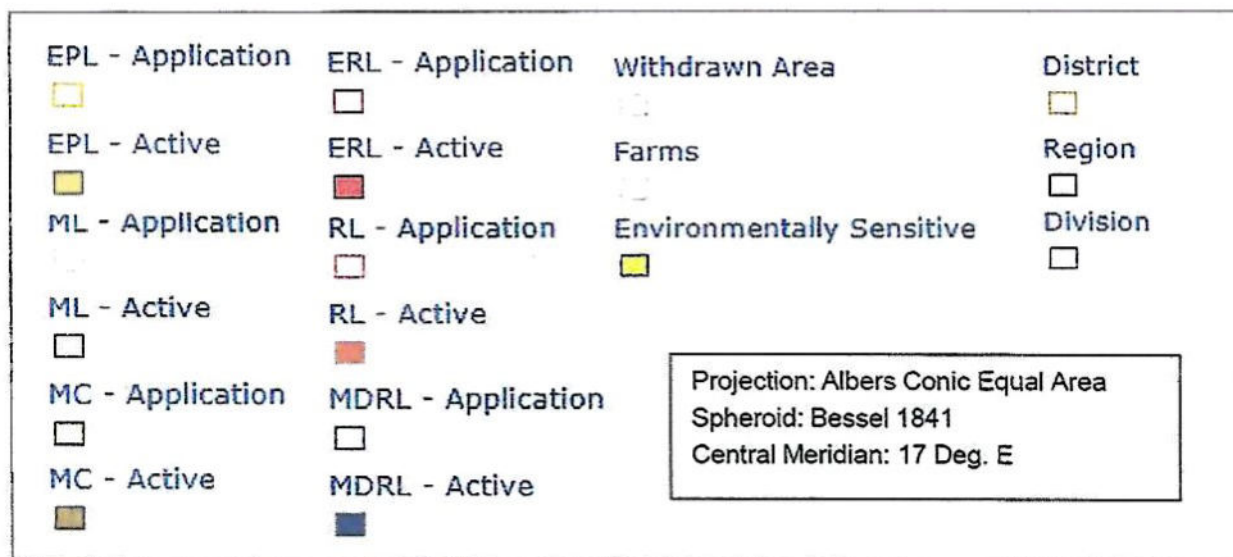 EPL - Application
EPL - Active
ML - Application
ML - Active
MC - Application
MC - Active
ERL - Application
ERL - Active
RL - Application
RL - Active
MDRL - Application
MDRL - Active
Withdrawn Area
Farms
Environmentally Sensitive
District
Region
Division
Projection: Albers Conic Equal Area
Spheroid: Bessel 1841
Central Meridian: 17 Deg. E